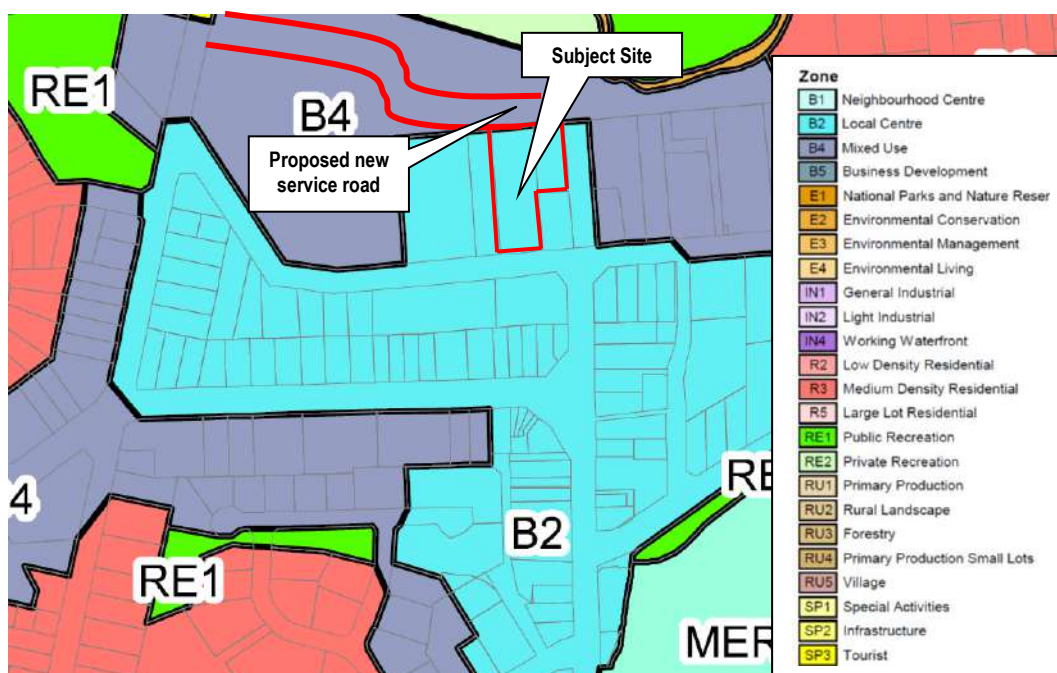 Subject Site
RE1
B4
Proposed new
service road
4
RE1
B2
RE
MER
Zone
B1 Neighbourhood Centre
B2 Local Centre
B4 Mixed Use
B5 Business Development
E1 National Parks and Nature Reser
E2 Environmental Conservation
E3 Environmental Management
E4 Environmental Living
IN1 General Industrial
IN2 Light Industrial
IN4 Working Waterfront
R2 Low Density Residential
R3 Medium Density Residential
R5 Large Lot Residential
RE1 Public Recreation
RE2 Private Recreation
RU1 Primary Production
RU2 Rural Landscape
RU3 Forestry
RU4 Primary Production Small Lots
RU5 Village
SP1 Special Activities
SP2 Infrastructure
SP3 Tourist